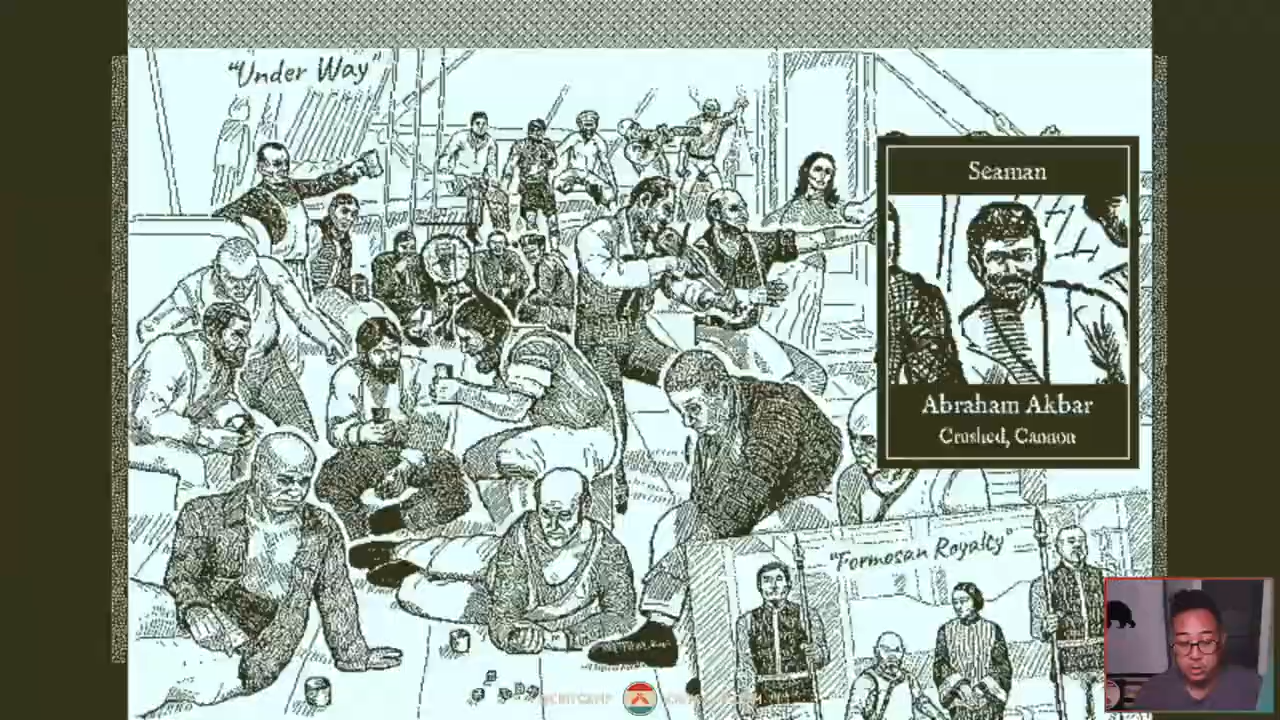 "Under Way"
Seaman
Abraham Akbar
Crushed, Cannon
"Formosan Royalty"